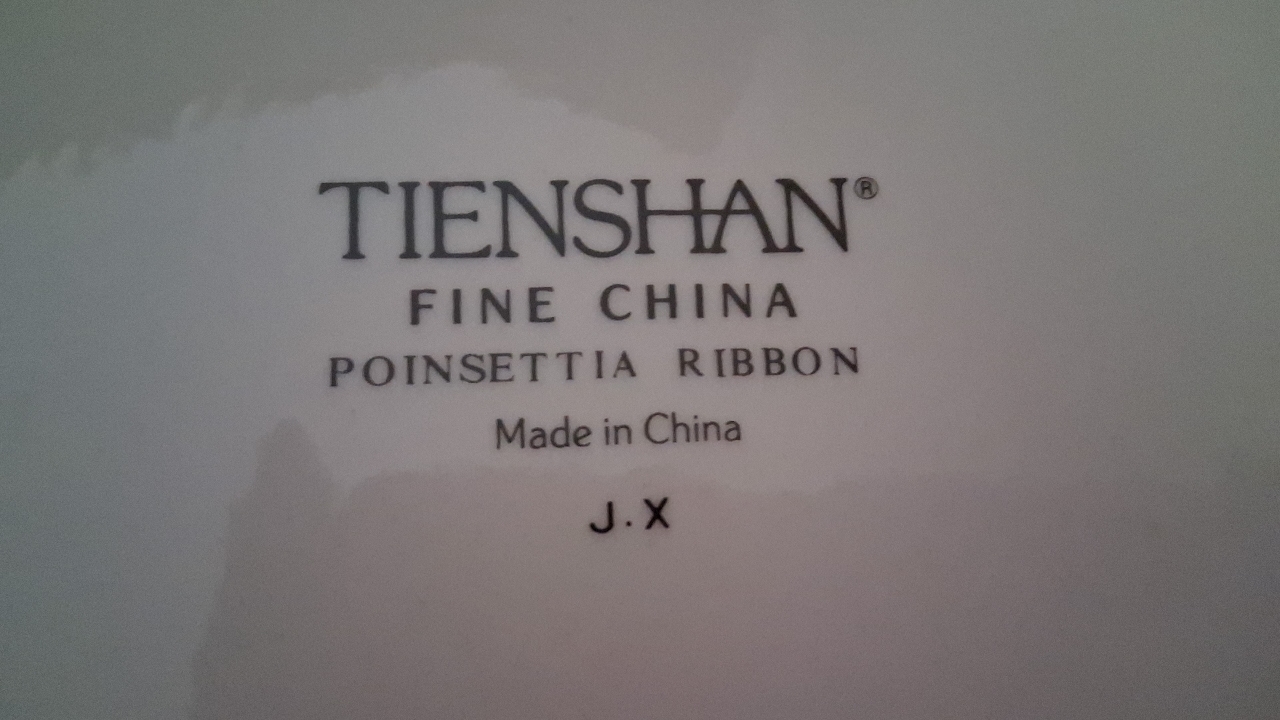 TIENSHAN®
FINE CHINA
POINSETTIA RIBBON
Made in China
J.X